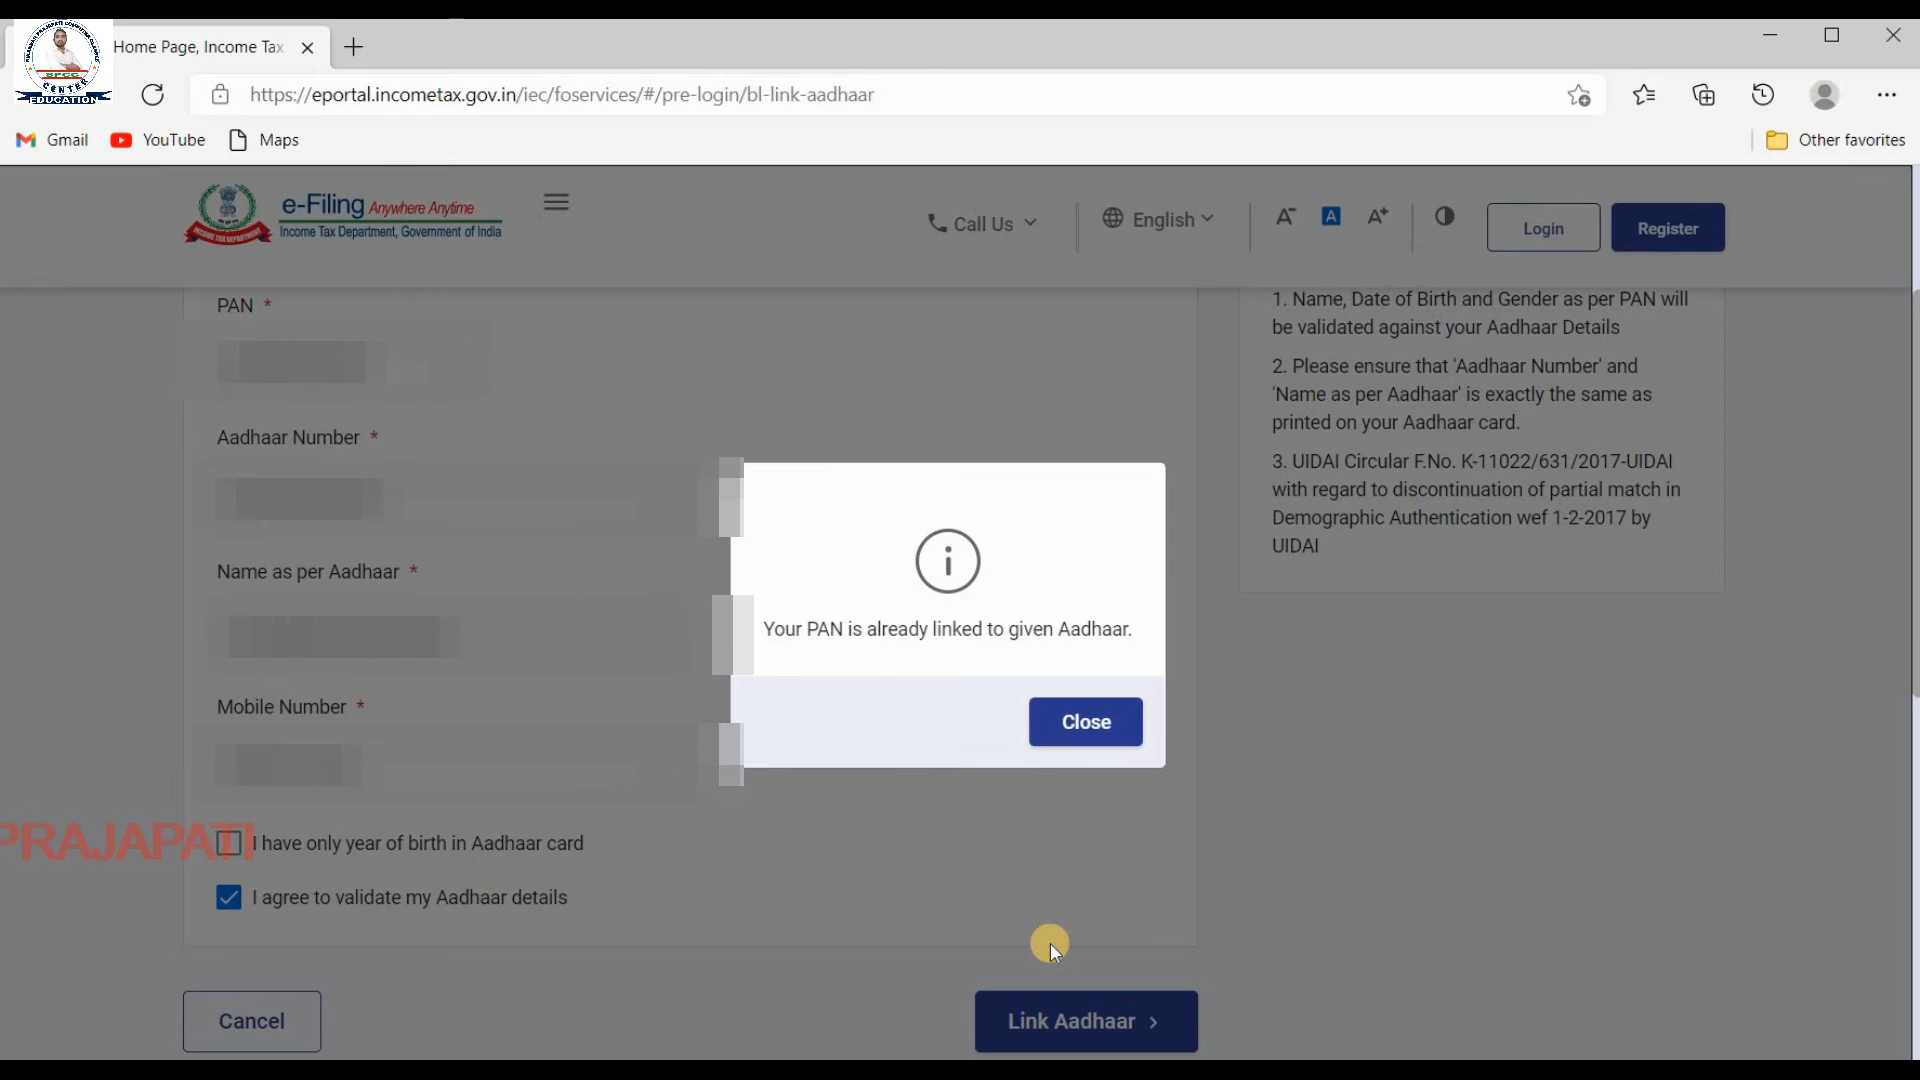 Home Page, Income Tax
SPCC
CENTER
EDUCATION
https://eportal.incometax.gov.in/iec/foservices/#/pre-login/bl-link-aadhaar
Gmail
YouTube
Maps
Other favorites
e-Filing Anywhere Anytime
Income Tax Department, Government of India
INCOME TAX DEPARTMENT
Call Us
English
A-
A
A+
Login
Register
PAN *
Aadhaar Number *
Name as per Aadhaar *
Mobile Number *
PRAJAPATI
I have only year of birth in Aadhaar card
I agree to validate my Aadhaar details
Cancel
Link Aadhaar >
Your PAN is already linked to given Aadhaar.
Close
1. Name, Date of Birth and Gender as per PAN will
be validated against your Aadhaar Details
2. Please ensure that 'Aadhaar Number' and
'Name as per Aadhaar' is exactly the same as
printed on your Aadhaar card.
3. UIDAI Circular F.No. K-11022/631/2017-UIDAI
with regard to discontinuation of partial match in
Demographic Authentication wef 1-2-2017 by
UIDAI